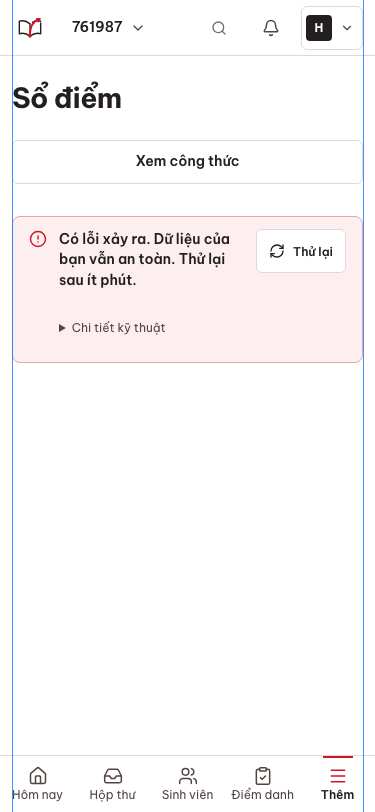 761987
H
Sổ điểm
Xem công thức
Có lỗi xảy ra. Dữ liệu của
bạn vẫn an toàn. Thử lại
sau ít phút.
Thử lại
Chi tiết kỹ thuật
Hôm nay
Hộp thư
Sinh viên
Điểm danh
Thêm